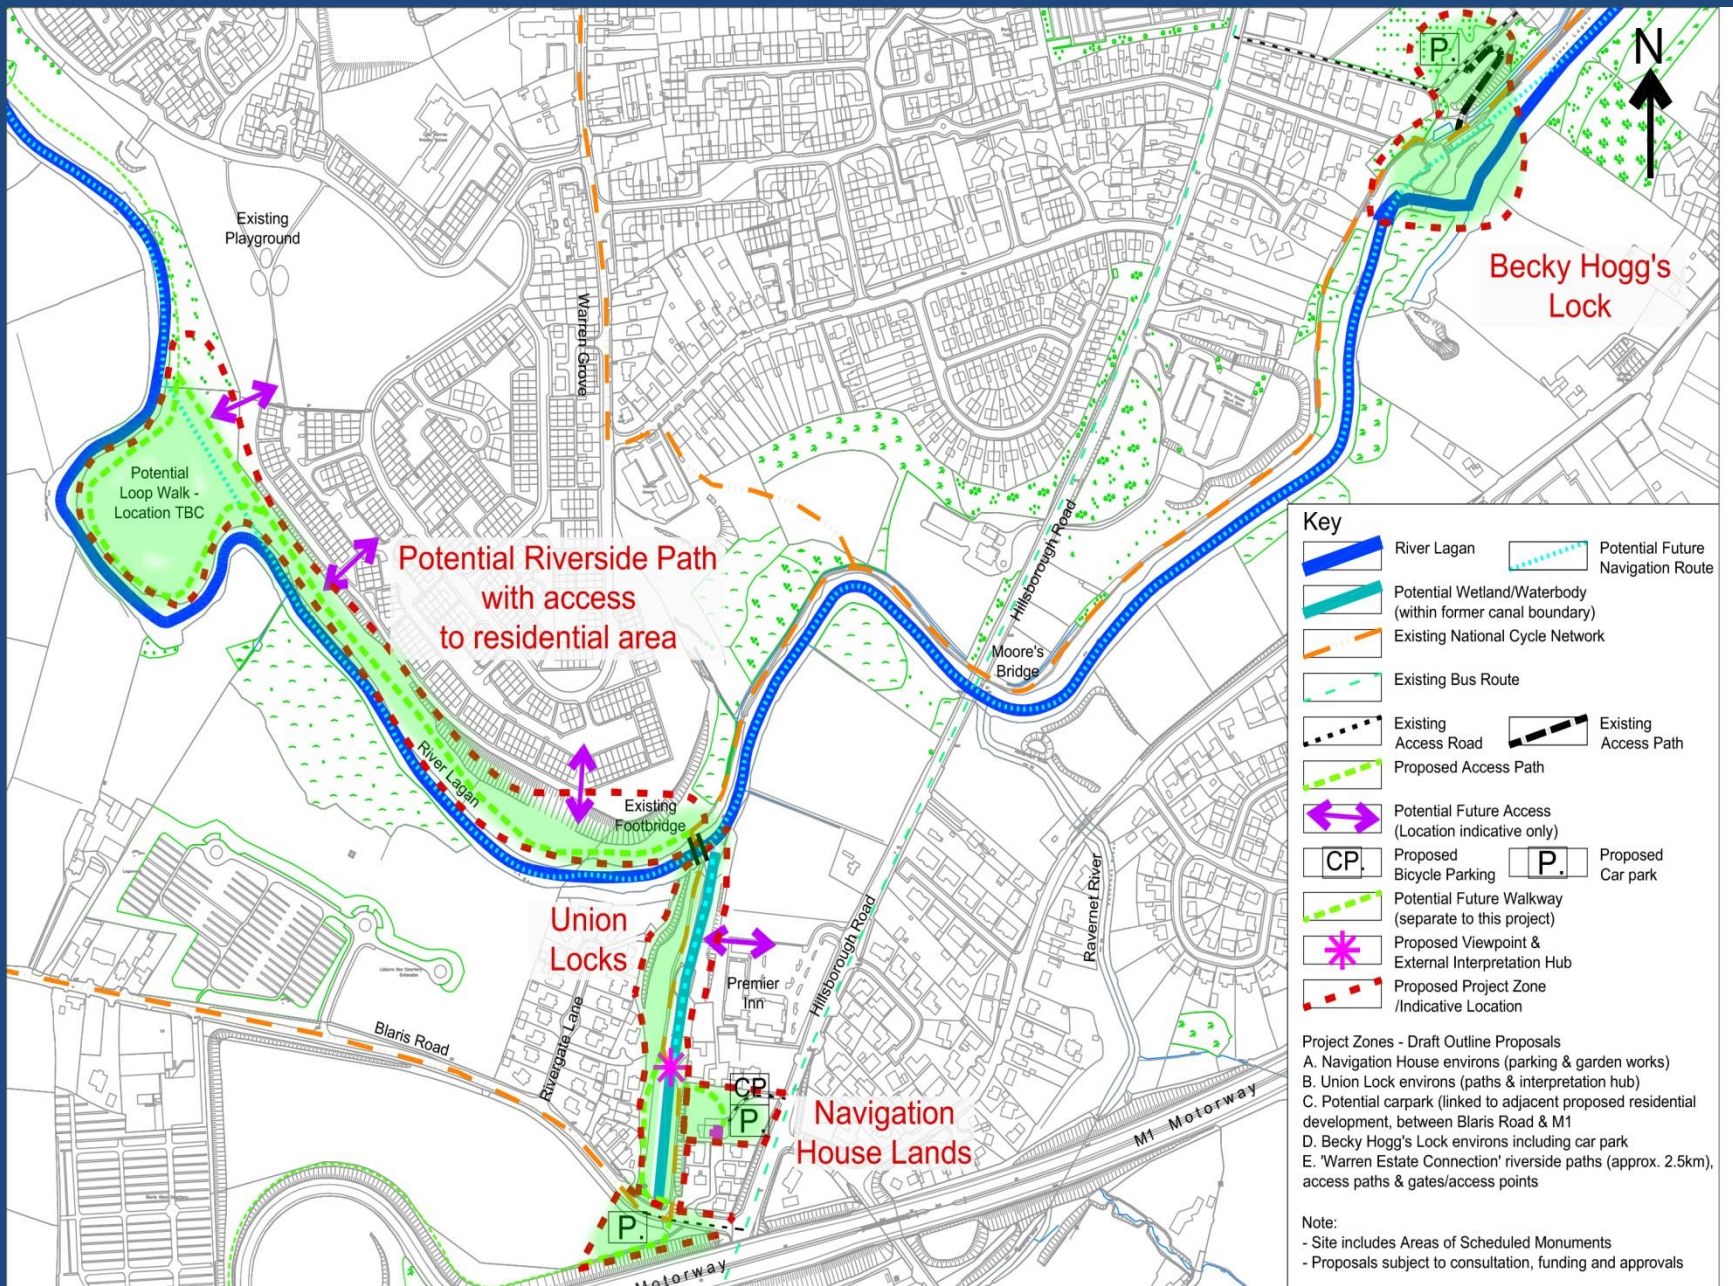 P.
N
Existing
Playground
Warren Grove
Becky Hogg's
Lock
Potential
Loop Walk -
Location TBC
Potential Riverside Path
with access
to residential area
Hillsborough Road
Moore's
Bridge
River Lagan
Existing
Footbridge
Union
Locks
Premier
Inn
Hillsborough Road
Ravernet River
Blaris Road
Rivergate Lane
CP.
P.
Navigation
House Lands
M1 Motorway
P.
Motorway
Key
River Lagan
Potential Future
Navigation Route
Potential Wetland/Waterbody
(within former canal boundary)
Existing National Cycle Network
Existing Bus Route
Existing
Access Road
Existing
Access Path
Proposed Access Path
Potential Future Access
(Location indicative only)
CP.
Proposed
Bicycle Parking
P.
Proposed
Car park
Potential Future Walkway
(separate to this project)
Proposed Viewpoint &
External Interpretation Hub
Proposed Project Zone
/Indicative Location
Project Zones - Draft Outline Proposals
A. Navigation House environs (parking & garden works)
B. Union Lock environs (paths & interpretation hub)
C. Potential carpark (linked to adjacent proposed residential
development, between Blaris Road & M1
D. Becky Hogg's Lock environs including car park
E. 'Warren Estate Connection' riverside paths (approx. 2.5km),
access paths & gates/access points
Note:
- Site includes Areas of Scheduled Monuments
- Proposals subject to consultation, funding and approvals